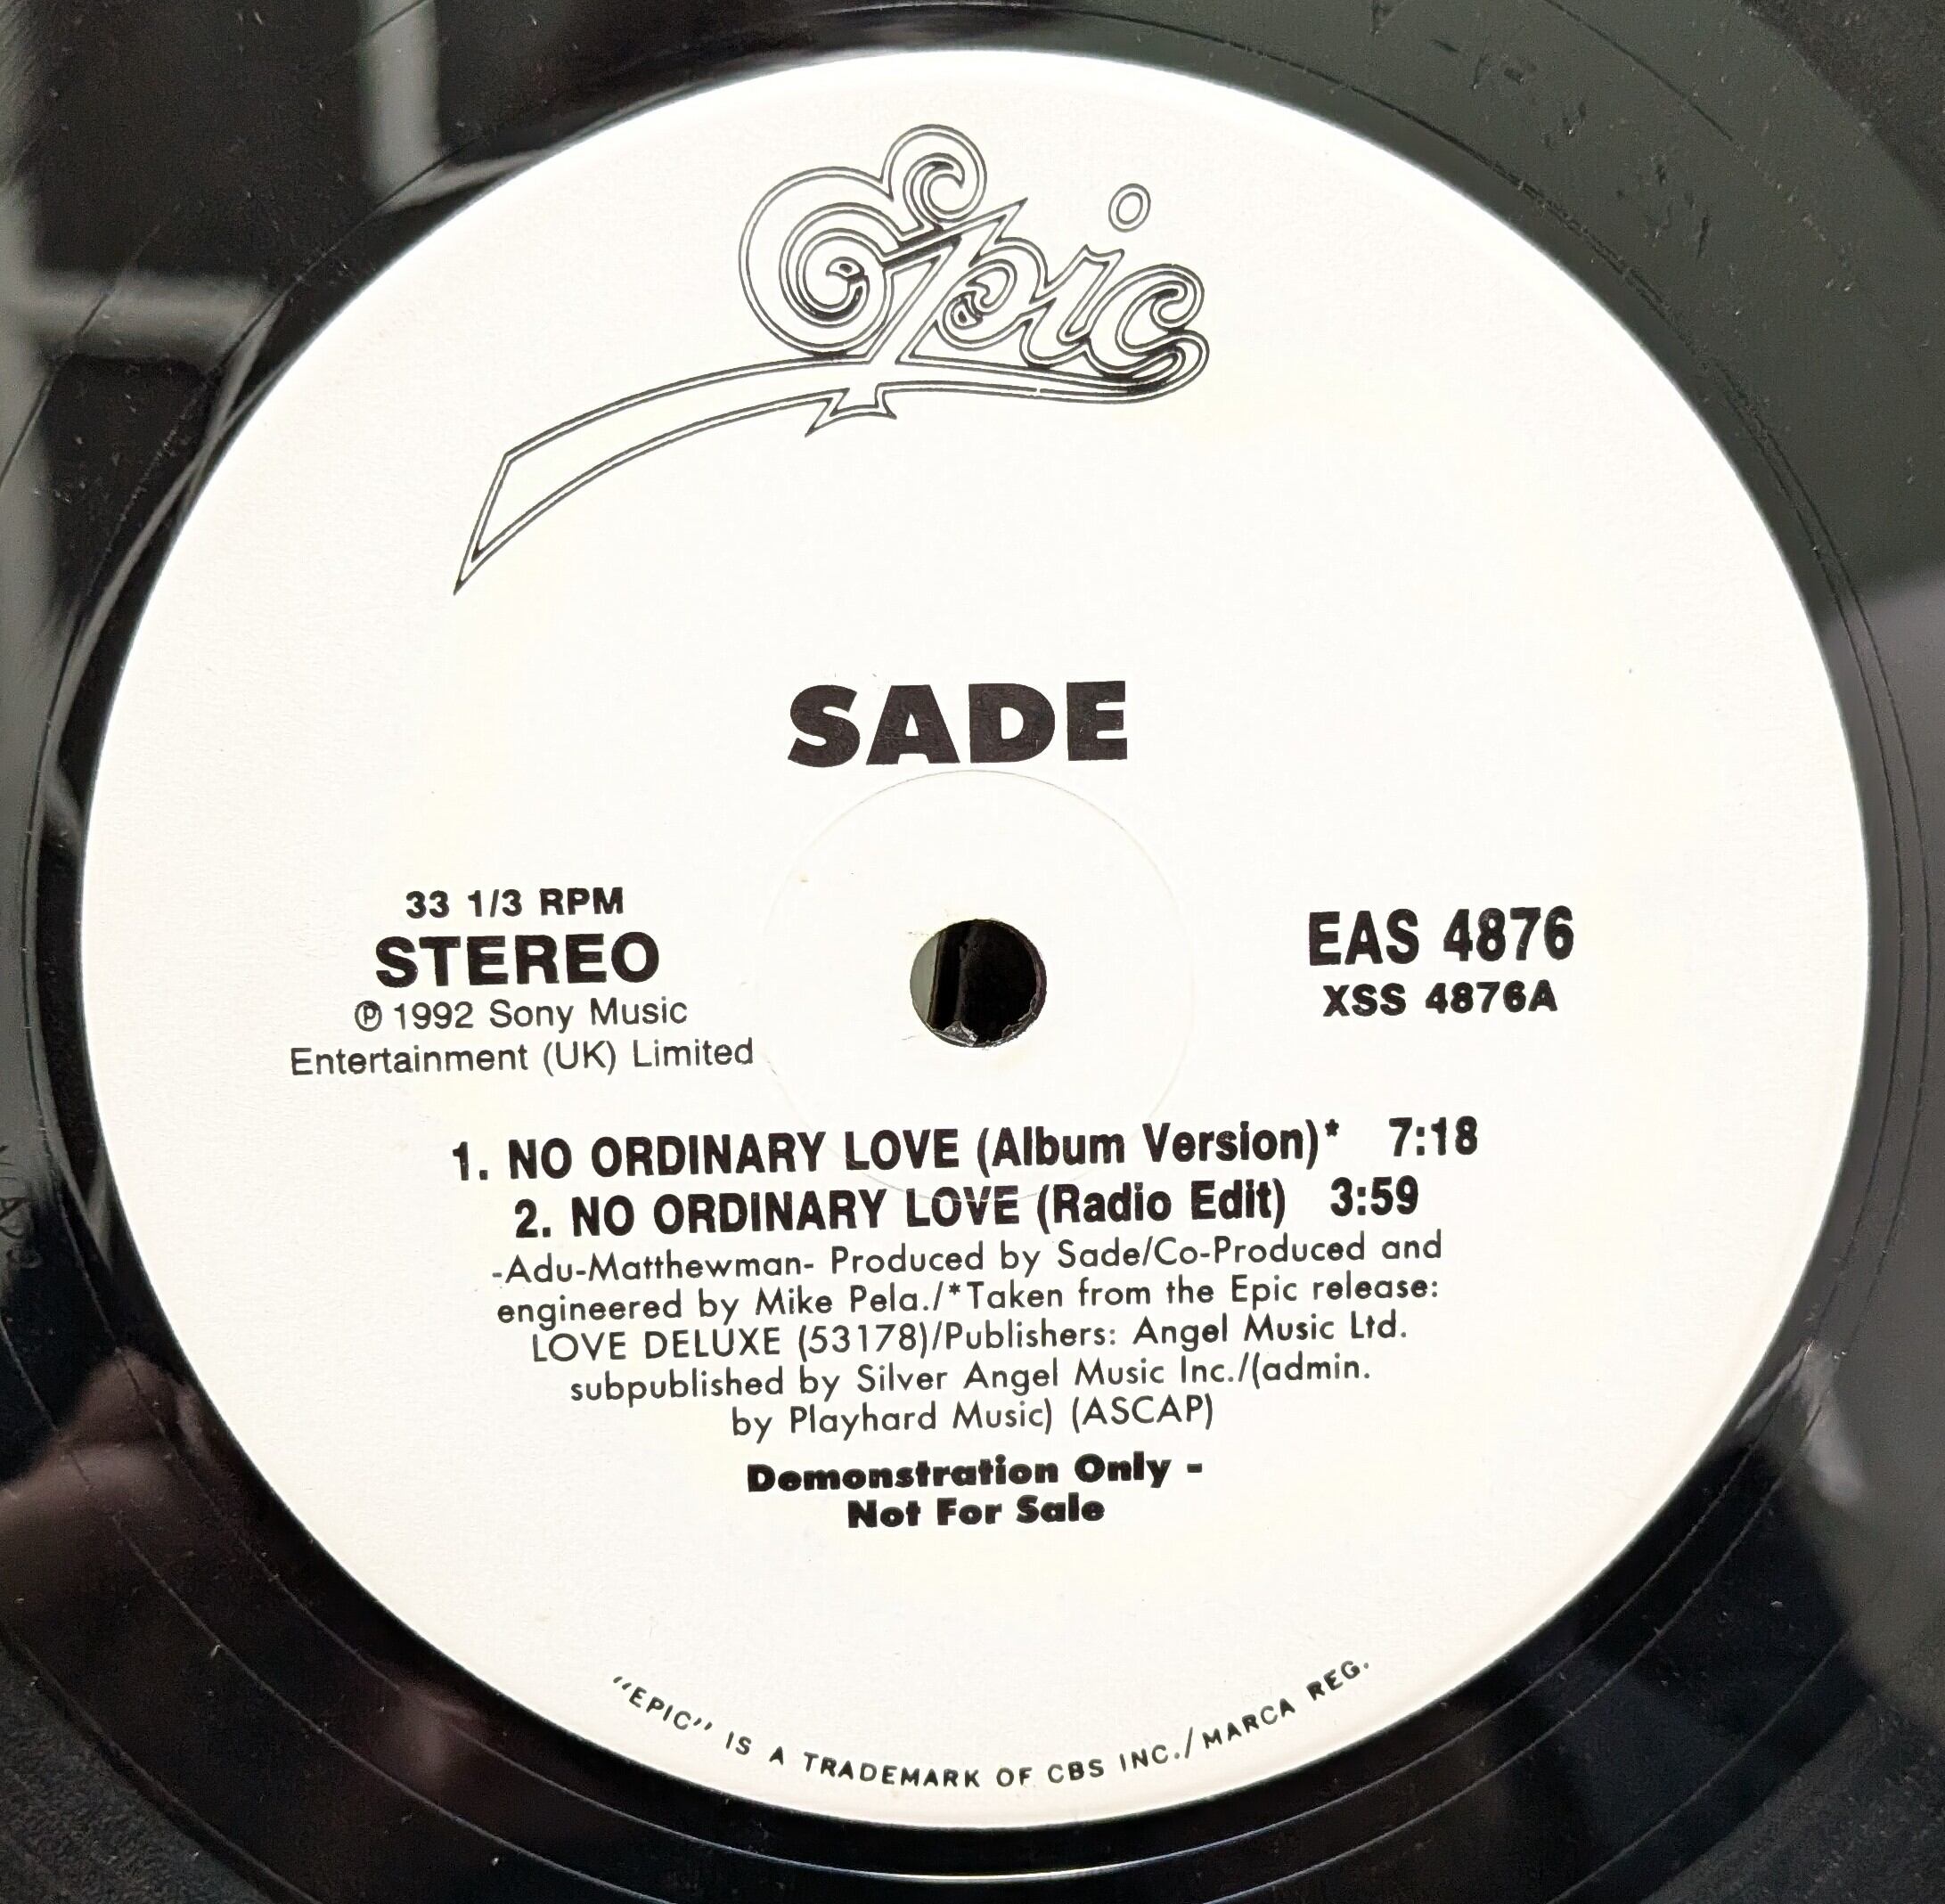 Epic
SADE
33 1/3 RPM
STEREO
℗ 1992 Sony Music
Entertainment (UK) Limited
EAS 4876
XSS 4876A
1. NO ORDINARY LOVE (Album Version)* 7:18
2. NO ORDINARY LOVE (Radio Edit) 3:59
-Adu-Matthewman- Produced by Sade/Co-Produced and
engineered by Mike Pela./*Taken from the Epic release:
LOVE DELUXE (53178)/Publishers: Angel Music Ltd.
subpublished by Silver Angel Music Inc./(admin.
by Playhard Music) (ASCAP)
Demonstration Only -
Not For Sale
"EPIC" IS A TRADEMARK OF CBS INC./MARCA REG.